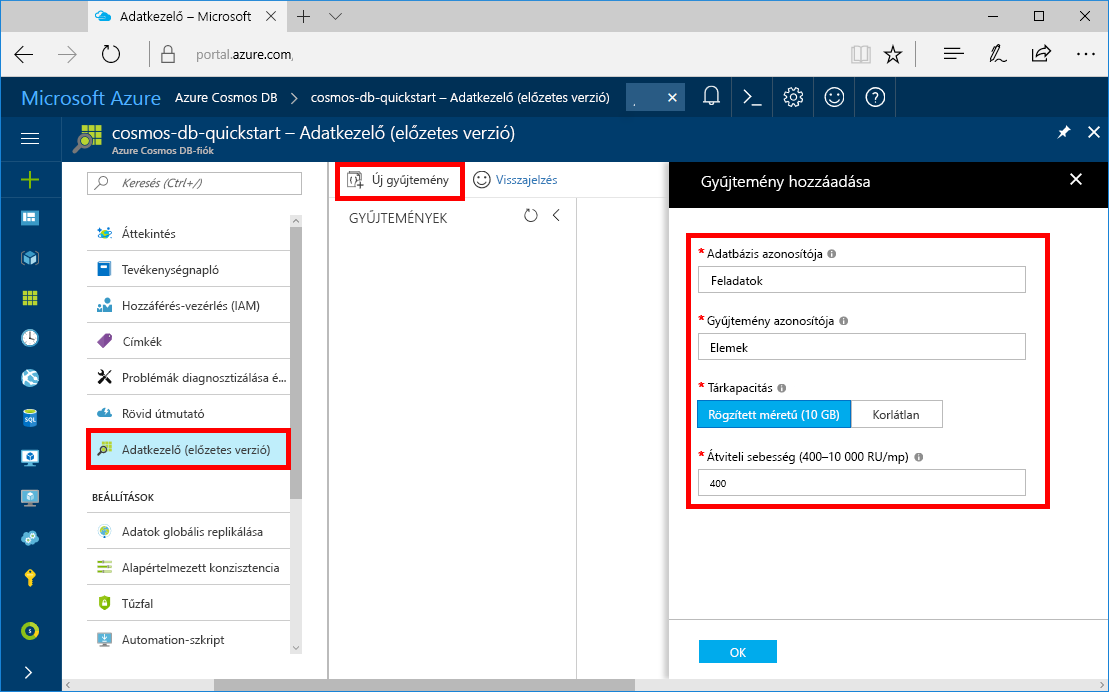 Adatkezelő – Microsoft
portal.azure.com,
Microsoft Azure
Azure Cosmos DB > cosmos-db-quickstart – Adatkezelő (előzetes verzió)
cosmos-db-quickstart – Adatkezelő (előzetes verzió)
Azure Cosmos DB-fiók
Keresés (Ctrl+/)
Áttekintés
Tevékenységnapló
Hozzáférés-vezérlés (IAM)
Címkék
Problémák diagnosztizálása é...
Rövid útmutató
Adatkezelő (előzetes verzió)
BEÁLLÍTÁSOK
Adatok globális replikálása
Alapértelmezett konzisztencia
Tűzfal
Automation-szkript
Új gyűjtemény
Visszajelzés
GYŰJTEMÉNYEK
Gyűjtemény hozzáadása
* Adatbázis azonosítója
Feladatok
* Gyűjtemény azonosítója
Elemek
* Tárkapacitás
Rögzített méretű (10 GB)
Korlátlan
* Átviteli sebesség (400–10 000 RU/mp)
400
OK
SQL